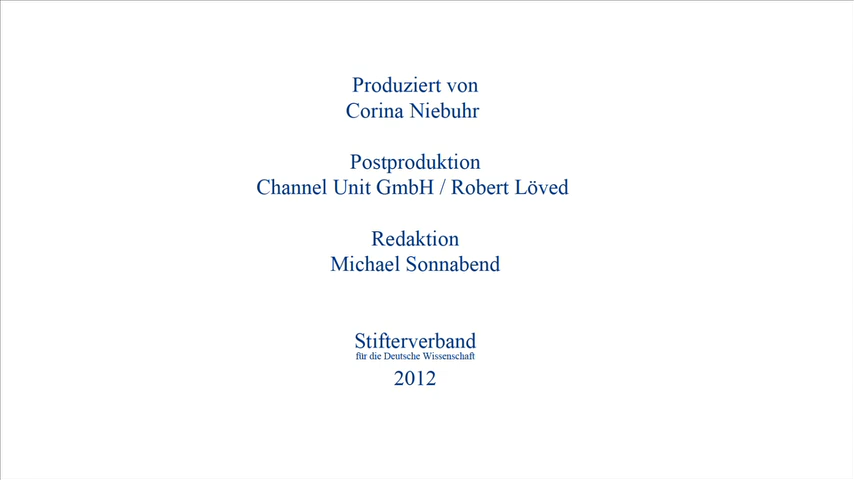 Produziert von
Corina Niebuhr
Postproduktion
Channel Unit GmbH / Robert Löved
Redaktion
Michael Sonnabend
Stifterverband
für die Deutsche Wissenschaft
2012